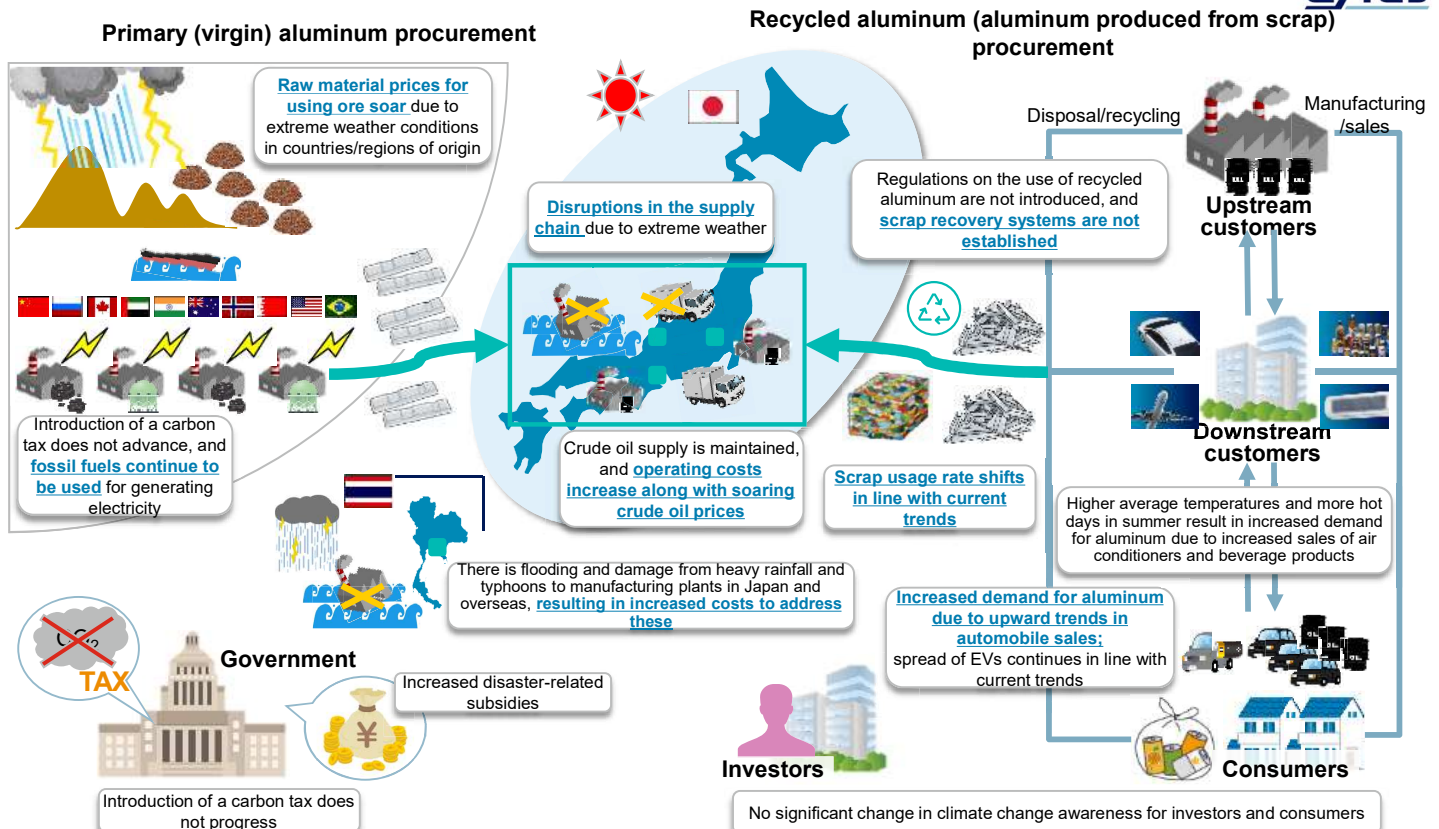 Primary (virgin) aluminum procurement
Recycled aluminum (aluminum produced from scrap)
procurement
Raw material prices for
using ore soar due to
extreme weather conditions
in countries/regions of origin
Disruptions in the supply
chain due to extreme weather
Disposal/recycling
Manufacturing
/sales
Regulations on the use of recycled
aluminum are not introduced, and
scrap recovery systems are not
established
Upstream
customers
Introduction of a carbon
tax does not advance, and
fossil fuels continue to
be used for generating
electricity
Crude oil supply is maintained,
and operating costs
increase along with soaring
crude oil prices
Scrap usage rate shifts
in line with current
trends
Downstream
customers
Higher average temperatures and more hot
days in summer result in increased demand
for aluminum due to increased sales of air
conditioners and beverage products
There is flooding and damage from heavy rainfall and
typhoons to manufacturing plants in Japan and
overseas, resulting in increased costs to address
these
Increased demand for aluminum
due to upward trends in
automobile sales;
spread of EVs continues in line with
current trends
TAX
Government
Increased disaster-related
subsidies
¥
Introduction of a carbon tax does
not progress
Investors
Consumers
No significant change in climate change awareness for investors and consumers